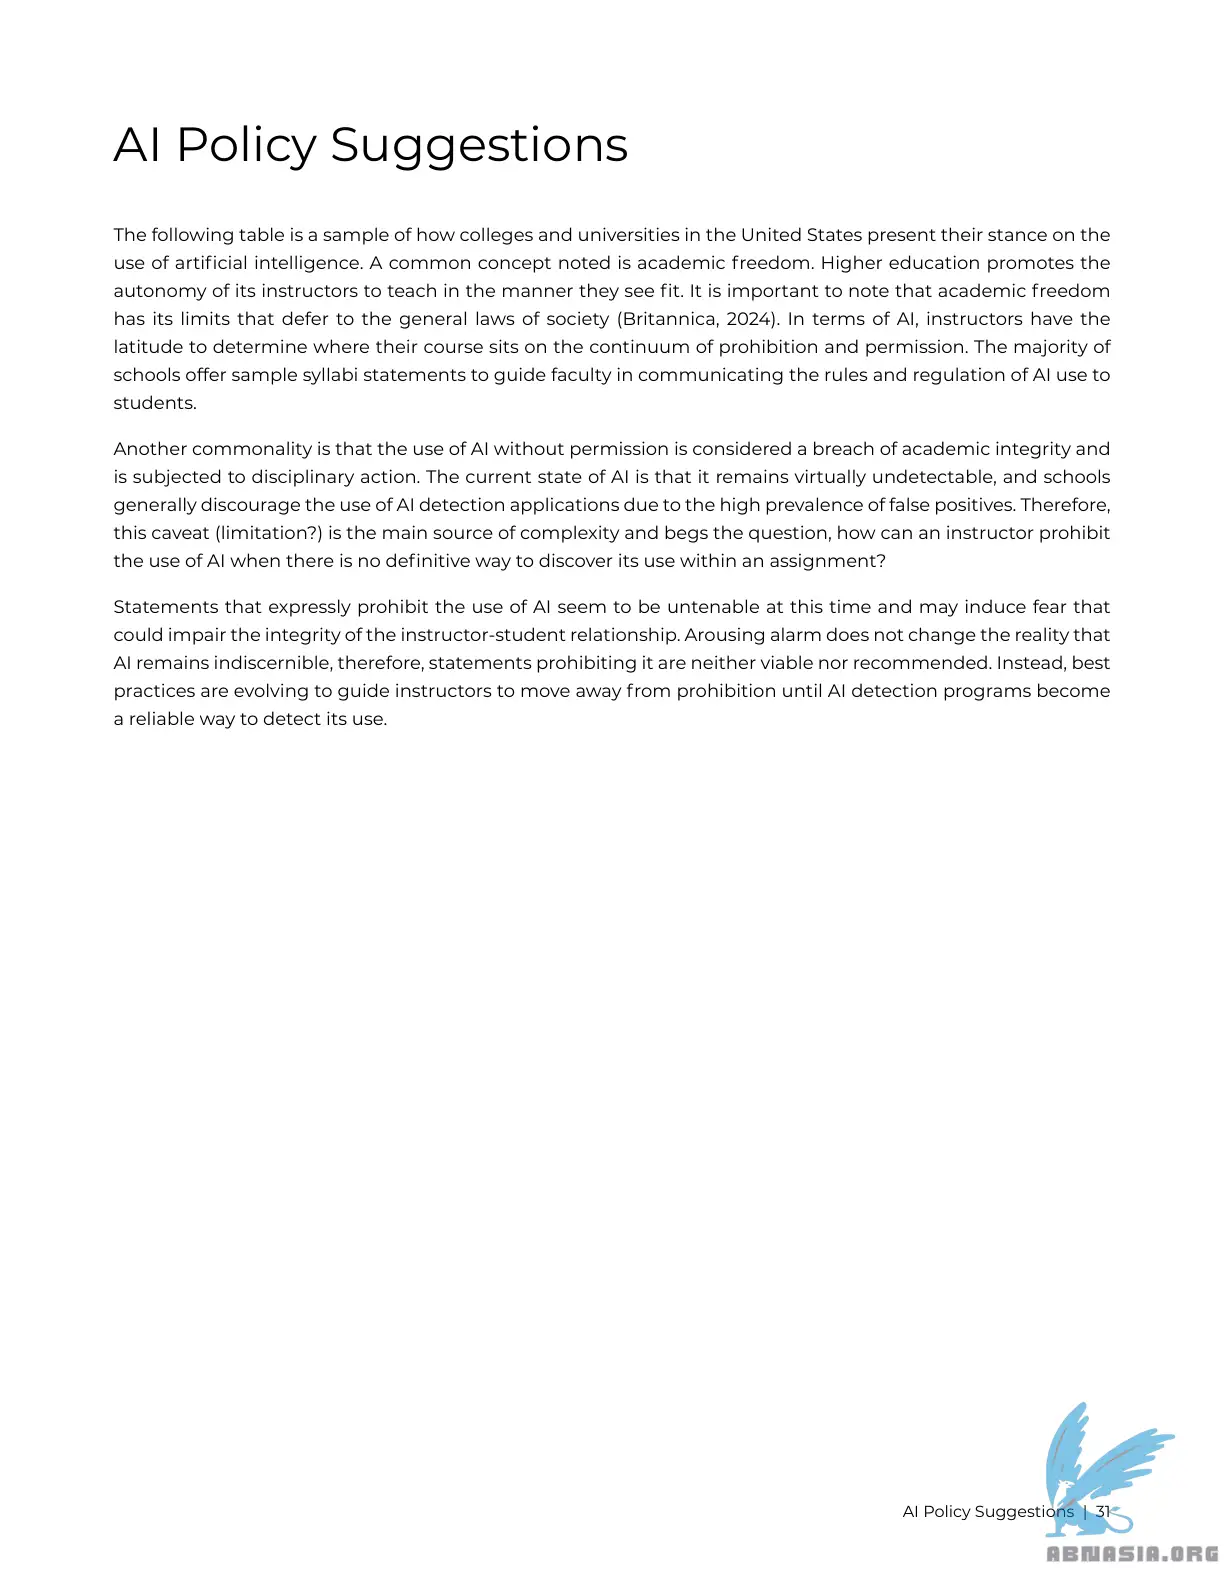 AI Policy Suggestions
The following table is a sample of how colleges and universities in the United States present their stance on the
use of artificial intelligence. A common concept noted is academic freedom. Higher education promotes the
autonomy of its instructors to teach in the manner they see fit. It is important to note that academic freedom
has its limits that defer to the general laws of society (Britannica, 2024). In terms of AI, instructors have the
latitude to determine where their course sits on the continuum of prohibition and permission. The majority of
schools offer sample syllabi statements to guide faculty in communicating the rules and regulation of AI use to
students.
Another commonality is that the use of AI without permission is considered a breach of academic integrity and
is subjected to disciplinary action. The current state of AI is that it remains virtually undetectable, and schools
generally discourage the use of AI detection applications due to the high prevalence of false positives. Therefore,
this caveat (limitation?) is the main source of complexity and begs the question, how can an instructor prohibit
the use of AI when there is no definitive way to discover its use within an assignment?
Statements that expressly prohibit the use of AI seem to be untenable at this time and may induce fear that
could impair the integrity of the instructor-student relationship. Arousing alarm does not change the reality that
AI remains indiscernible, therefore, statements prohibiting it are neither viable nor recommended. Instead, best
practices are evolving to guide instructors to move away from prohibition until AI detection programs become
a reliable way to detect its use.
AI Policy Suggestions | 31
ABNASIA.ORG